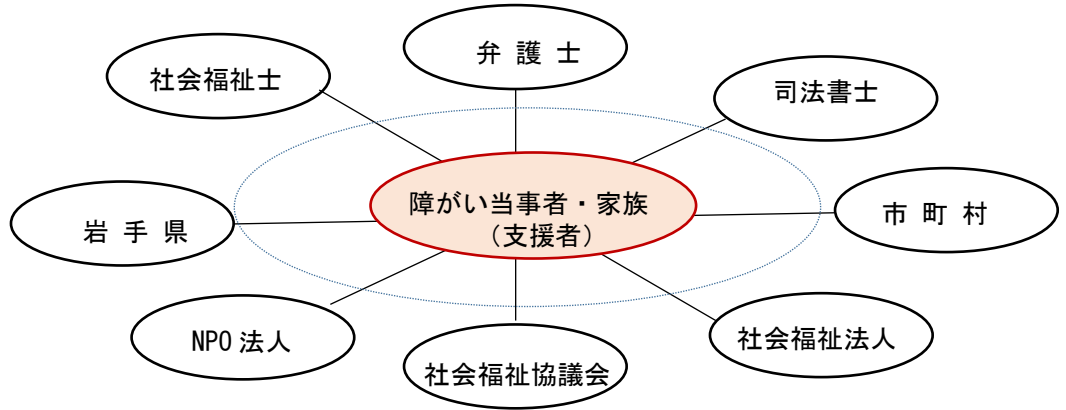 弁 護 士
社会福祉士
司法書士
障がい当事者・家族
（支援者）
岩 手 県
市 町 村
NPO 法人
社会福祉協議会
社会福祉法人